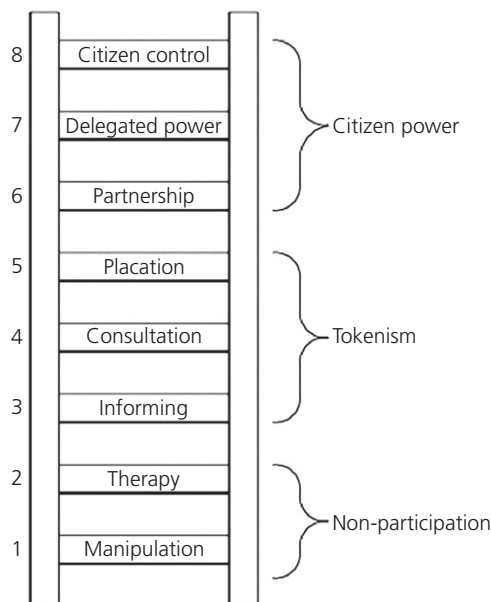 8 Citizen control
7 Delegated power
Citizen power
6 Partnership
5 Placation
4 Consultation
Tokenism
3 Informing
2 Therapy
Non-participation
1 Manipulation